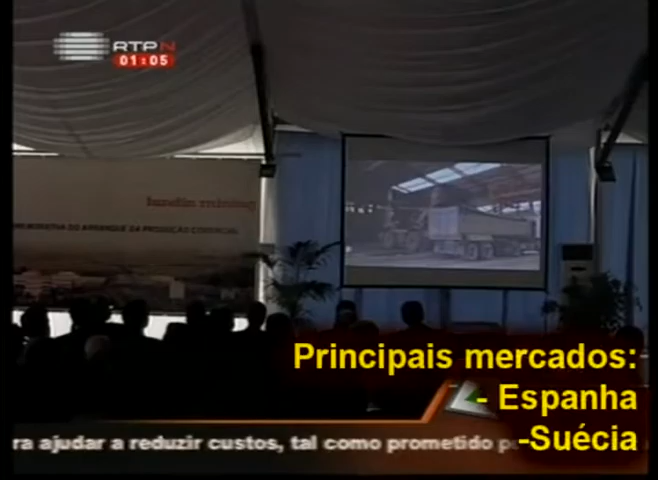 RTPN
01:05
lundin mining
CERIMÓNIA DO ARRANQUE DA PRODUÇÃO COMERCIAL
Principais mercados:
- Espanha
-Suécia
ra ajudar a reduzir custos, tal como prometido p